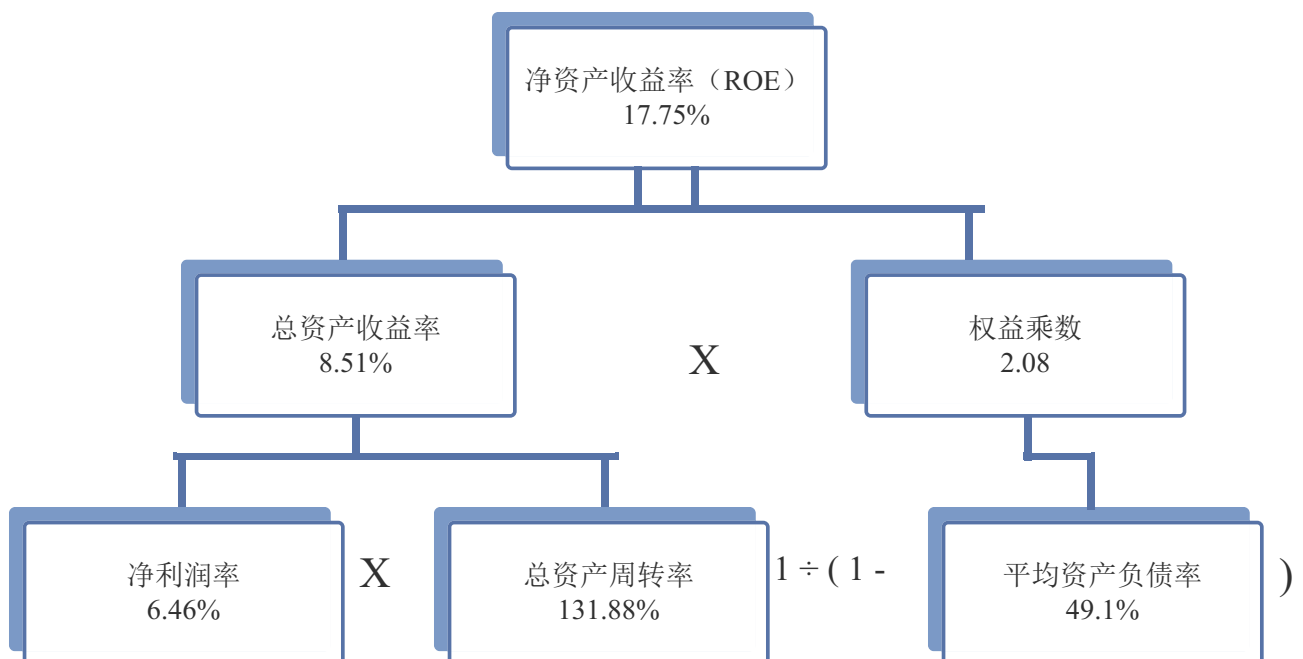 净资产收益率（ROE）
17.75%
总资产收益率
8.51%
X
权益乘数
2.08
净利润率
6.46%
X
总资产周转率
131.88%
1 ÷ ( 1 -
平均资产负债率
49.1%
)